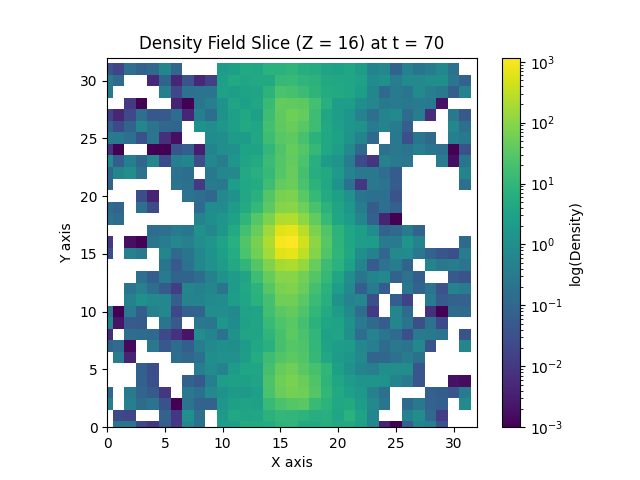 Density Field Slice (Z = 16) at t = 70
30
25
20
15
10
5
0
Y axis
0 5 10 15 20 25 30
X axis
10³
10²
10¹
10⁰
10⁻¹
10⁻²
10⁻³
log(Density)